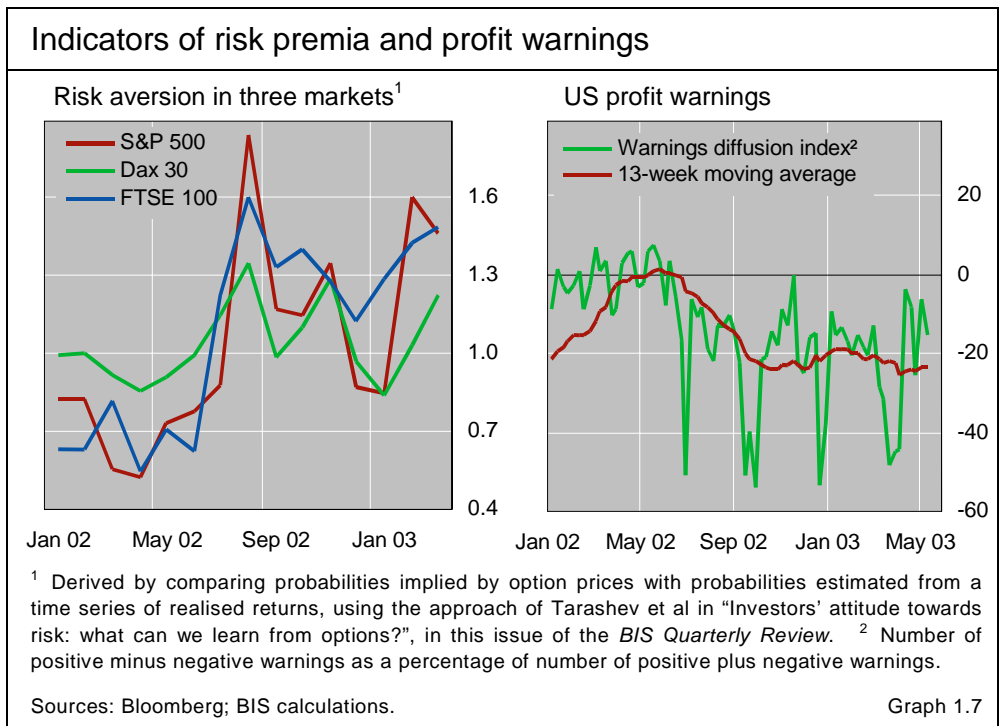 Indicators of risk premia and profit warnings
Risk aversion in three markets¹
S&P 500
Dax 30
FTSE 100
1.6
1.3
1.0
0.7
0.4
Jan 02 May 02 Sep 02 Jan 03
US profit warnings
Warnings diffusion index²
13-week moving average
20
0
-20
-40
-60
Jan 02 May 02 Sep 02 Jan 03 May 03
¹ Derived by comparing probabilities implied by option prices with probabilities estimated from a
time series of realised returns, using the approach of Tarashev et al in “Investors’ attitude towards
risk: what can we learn from options?”, in this issue of the BIS Quarterly Review. ² Number of
positive minus negative warnings as a percentage of number of positive plus negative warnings.
Sources: Bloomberg; BIS calculations. Graph 1.7